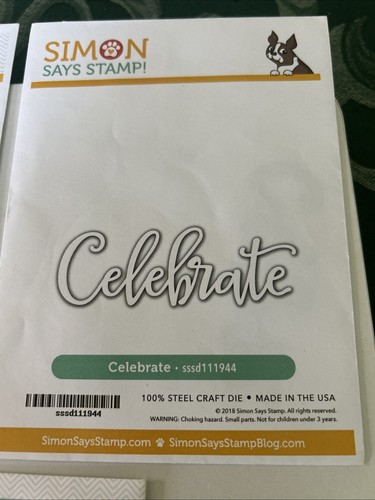 SIMON
SAYS STAMP!
Celebrate
Celebrate • sssd111944
sssd111944
100% STEEL CRAFT DIE • MADE IN THE USA
© 2018 Simon Says Stamp. All rights reserved.
WARNING: Choking hazard. Small parts. Not for children under 3 years.
SimonSaysStamp.com SimonSaysStampBlog.com